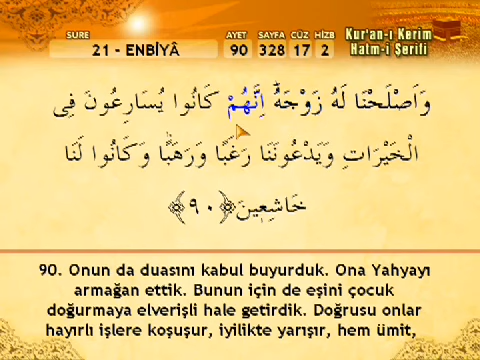 SURE AYET SAYFA CÜZ HİZB
21 - ENBİYÂ 90 328 17 2
Kur'an-ı Kerim
Hatm-i Şerifi
وَاَصْلَحْنَا لَهُ زَوْجَهُۜ اِنَّهُمْ كَانُوا يُسَارِعُونَ فِي
الْخَيْرَاتِ وَيَدْعُونَنَا رَغَبًا وَرَهَبًاۜ وَكَانُوا لَنَا
خَاشِعٖينَ ﴿٩٠﴾
90. Onun da duasını kabul buyurduk. Ona Yahyayı
armağan ettik. Bunun için de eşini çocuk
doğurmaya elverişli hale getirdik. Doğrusu onlar
hayırlı işlere koşuşur, iyilikte yarışır, hem ümit,